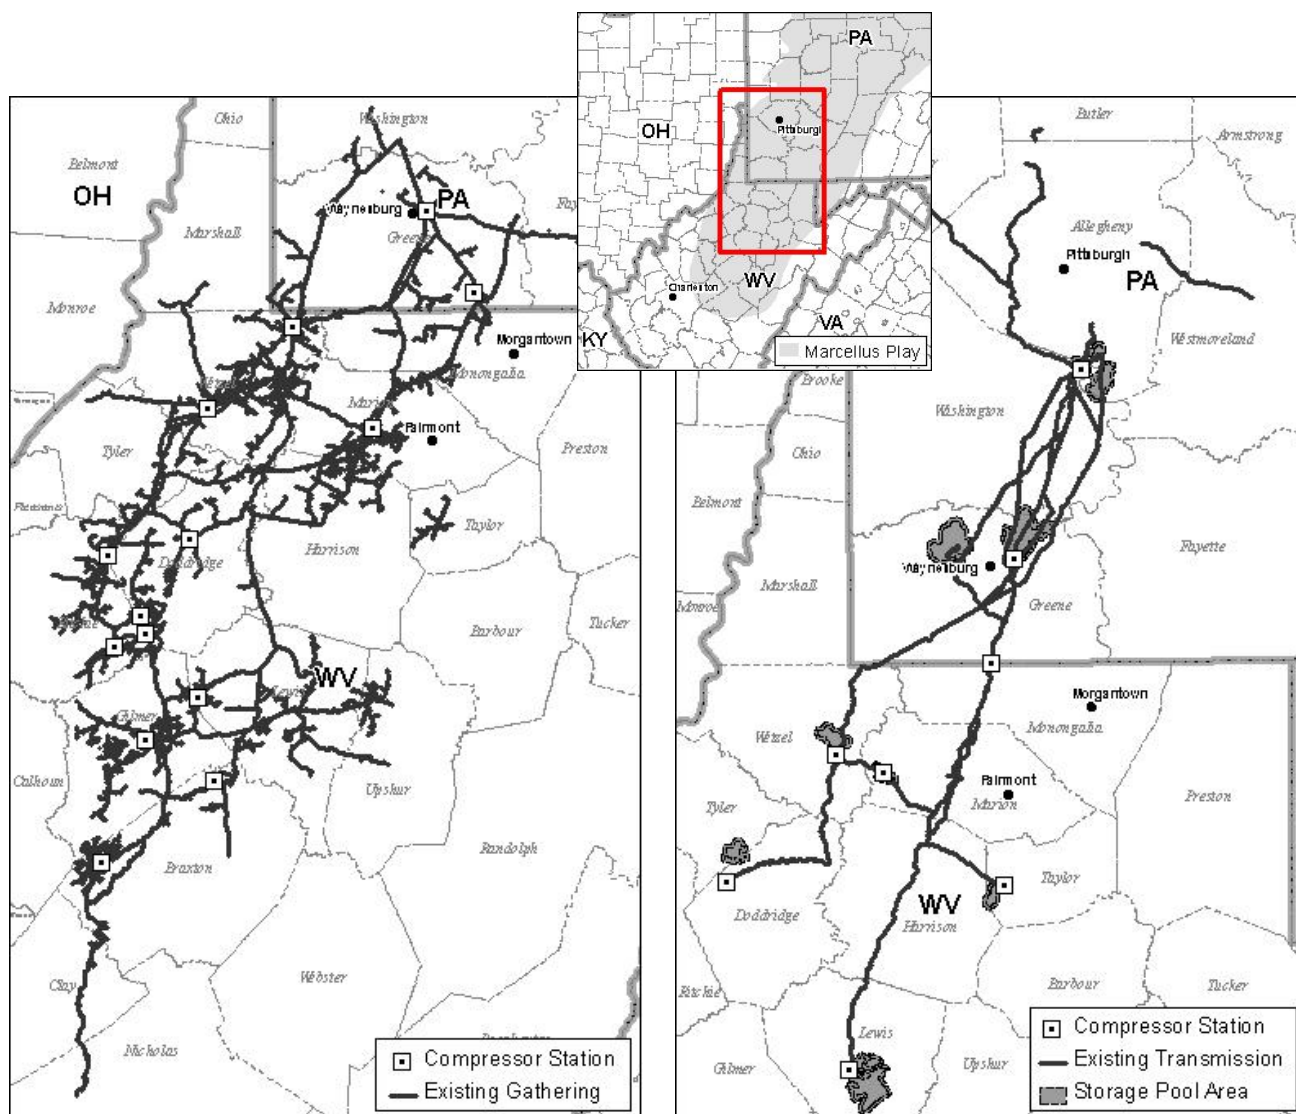 PA
OH
Pittsburgh
WV
Charleston
VA
KY
Marcellus Play
Ohio
Washington
Belmont
OH
PA
Waynesburg
Greene
Marshall
Monroe
Morgantown
Monongalia
Wetzel
Marion
Fairmont
Tyler
Preston
Pleasants
Taylor
Harrison
Doddridge
Barbour
Tucker
Lewis
WV
Gilmer
Calhoun
Upshur
Braxton
Randolph
Webster
Clay
Nicholas
Compressor Station
Existing Gathering
Butler
Armstrong
Allegheny
Pittsburgh
PA
Westmoreland
Brooke
Washington
Ohio
Belmont
Fayette
Waynesburg
Marshall
Monroe
Greene
Morgantown
Monongalia
Wetzel
Fairmont
Marion
Preston
Tyler
Taylor
WV
Doddridge
Harrison
Ritchie
Barbour
Tucker
Lewis
Gilmer
Upshur
Compressor Station
Existing Transmission
Storage Pool Area